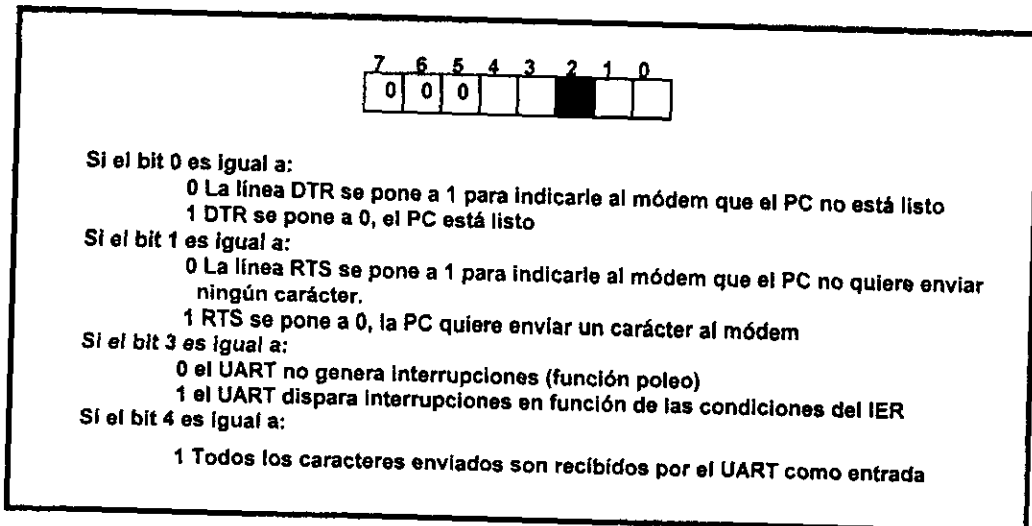 7 6 5 4 3 2 1 0
0 0 0
Si el bit 0 es igual a:
0 La línea DTR se pone a 1 para indicarle al módem que el PC no está listo
1 DTR se pone a 0, el PC está listo
Si el bit 1 es igual a:
0 La línea RTS se pone a 1 para indicarle al módem que el PC no quiere enviar
ningún carácter.
1 RTS se pone a 0, la PC quiere enviar un carácter al módem
Si el bit 3 es igual a:
0 el UART no genera interrupciones (función poleo)
1 el UART dispara interrupciones en función de las condiciones del IER
Si el bit 4 es igual a:
1 Todos los caracteres enviados son recibidos por el UART como entrada